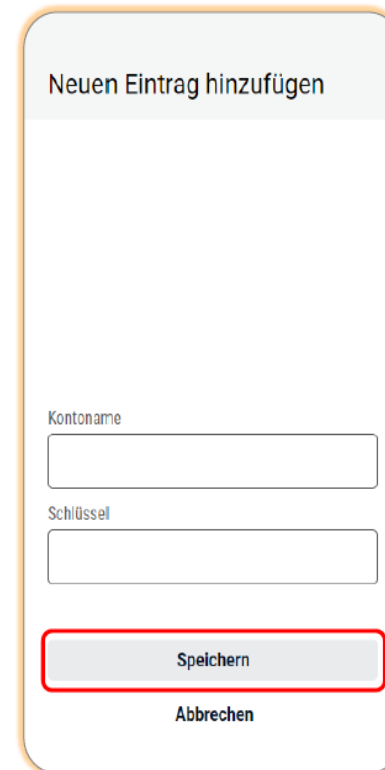 Neuen Eintrag hinzufügen
Kontoname
Schlüssel
Speichern
Abbrechen